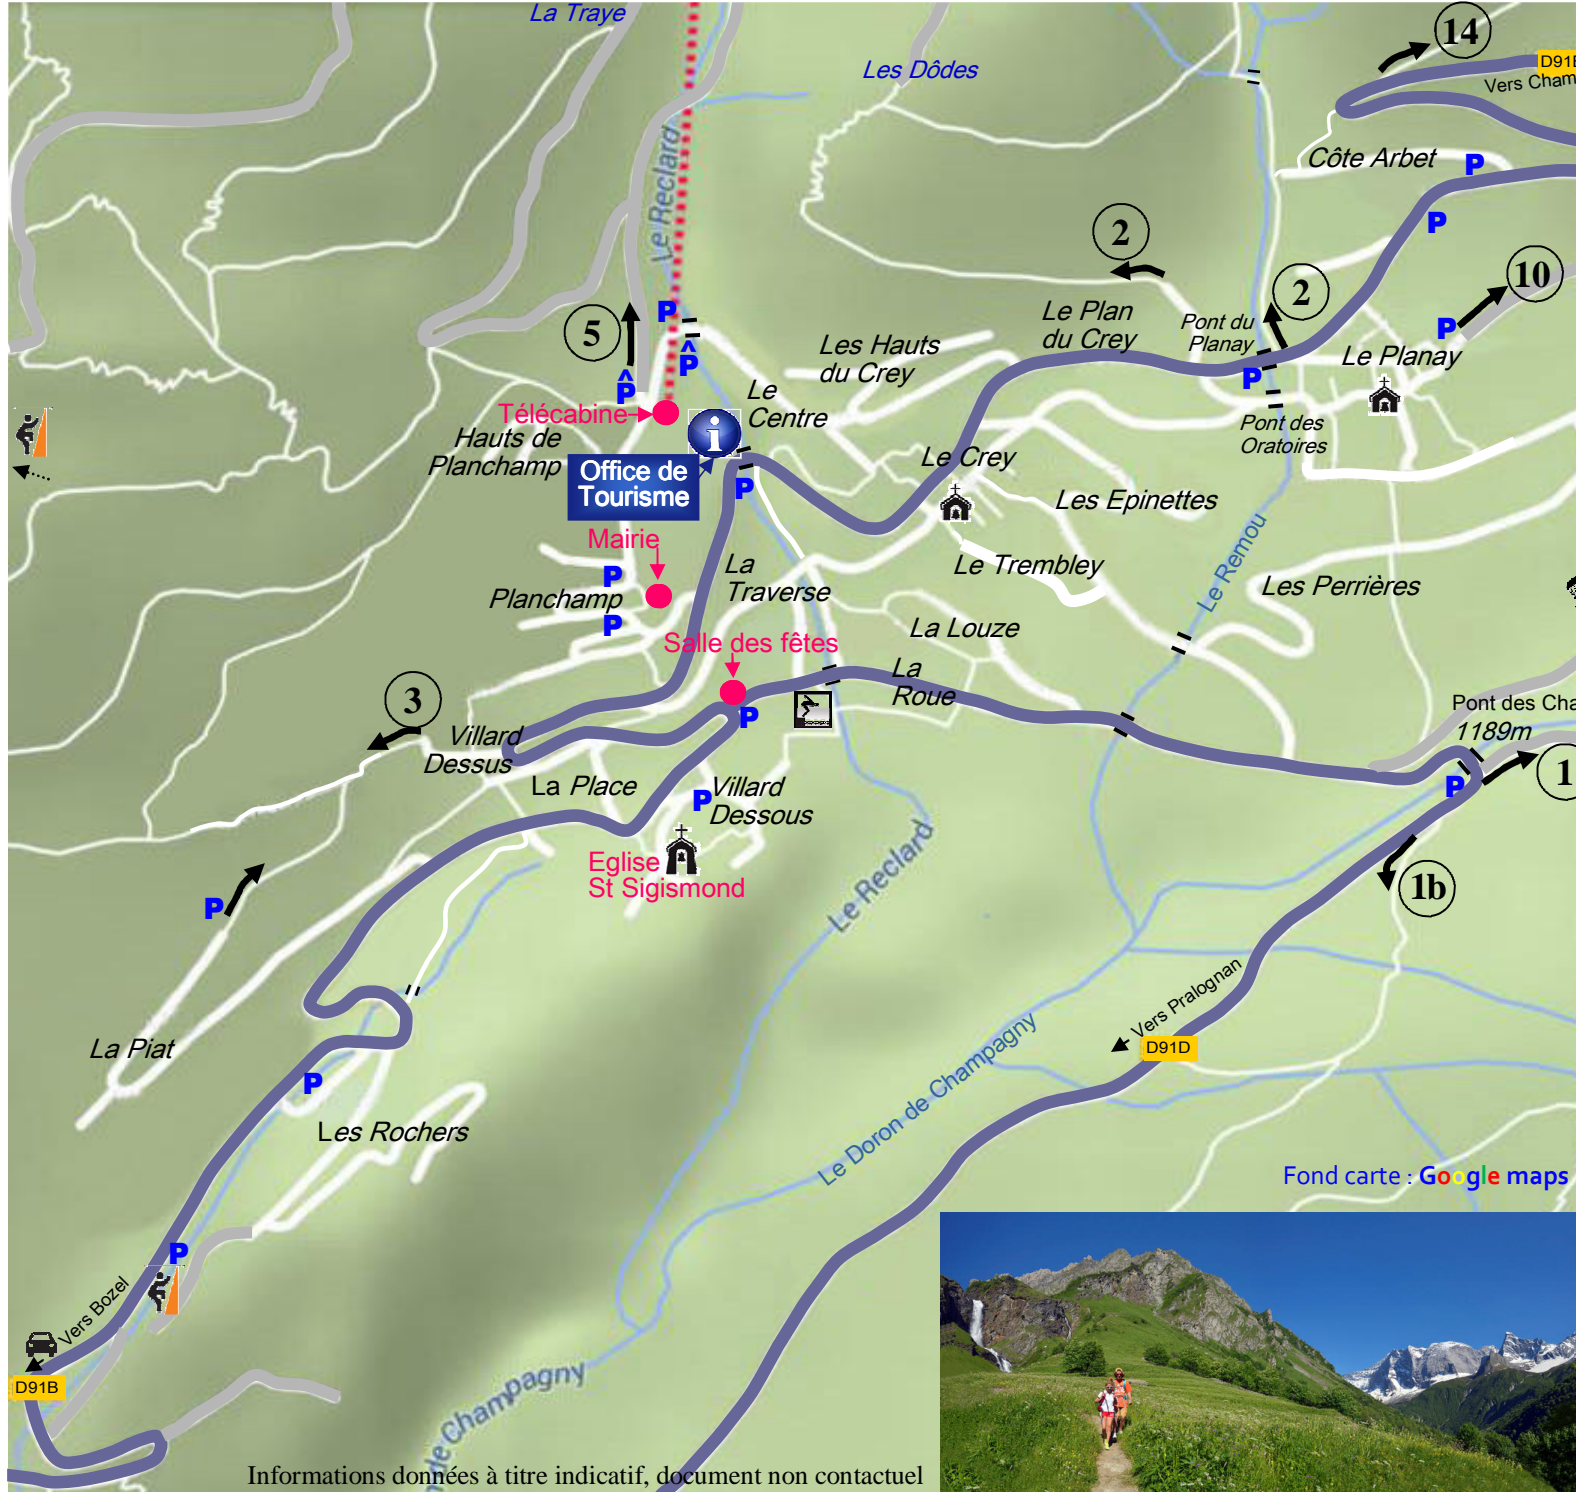 La Traye
14
D91B
Vers Cham
Les Dôdes
Le Reclard
Côte Arbet
P
P
2
2
10
5
P
P̂
P̂
Le Plan
du Crey
Pont du
Planay
P
P
Le Planay
Les Hauts
du Crey
Le
Centre
Télécabine
i
Hauts de
Planchamp
Office de
Tourisme
P
Pont des
Oratoires
Le Crey
Les Epinettes
Mairie
P
Planchamp
P
La
Traverse
Le Trembley
Le Remou
Les Perrières
La Louze
Salle des fêtes
La
Roue
3
P
Villard
Dessus
Pont des Cha
1189m
1
P
La Place
P
Villard
Dessous
Eglise
St Sigismond
Le Reclard
1b
P
Vers Pralognan
D91D
La Piat
P
Les Rochers
Le Doron de Champagny
Fond carte : Google maps
P
Vers Bozel
D91B
de Champagny
Informations données à titre indicatif, document non contactuel